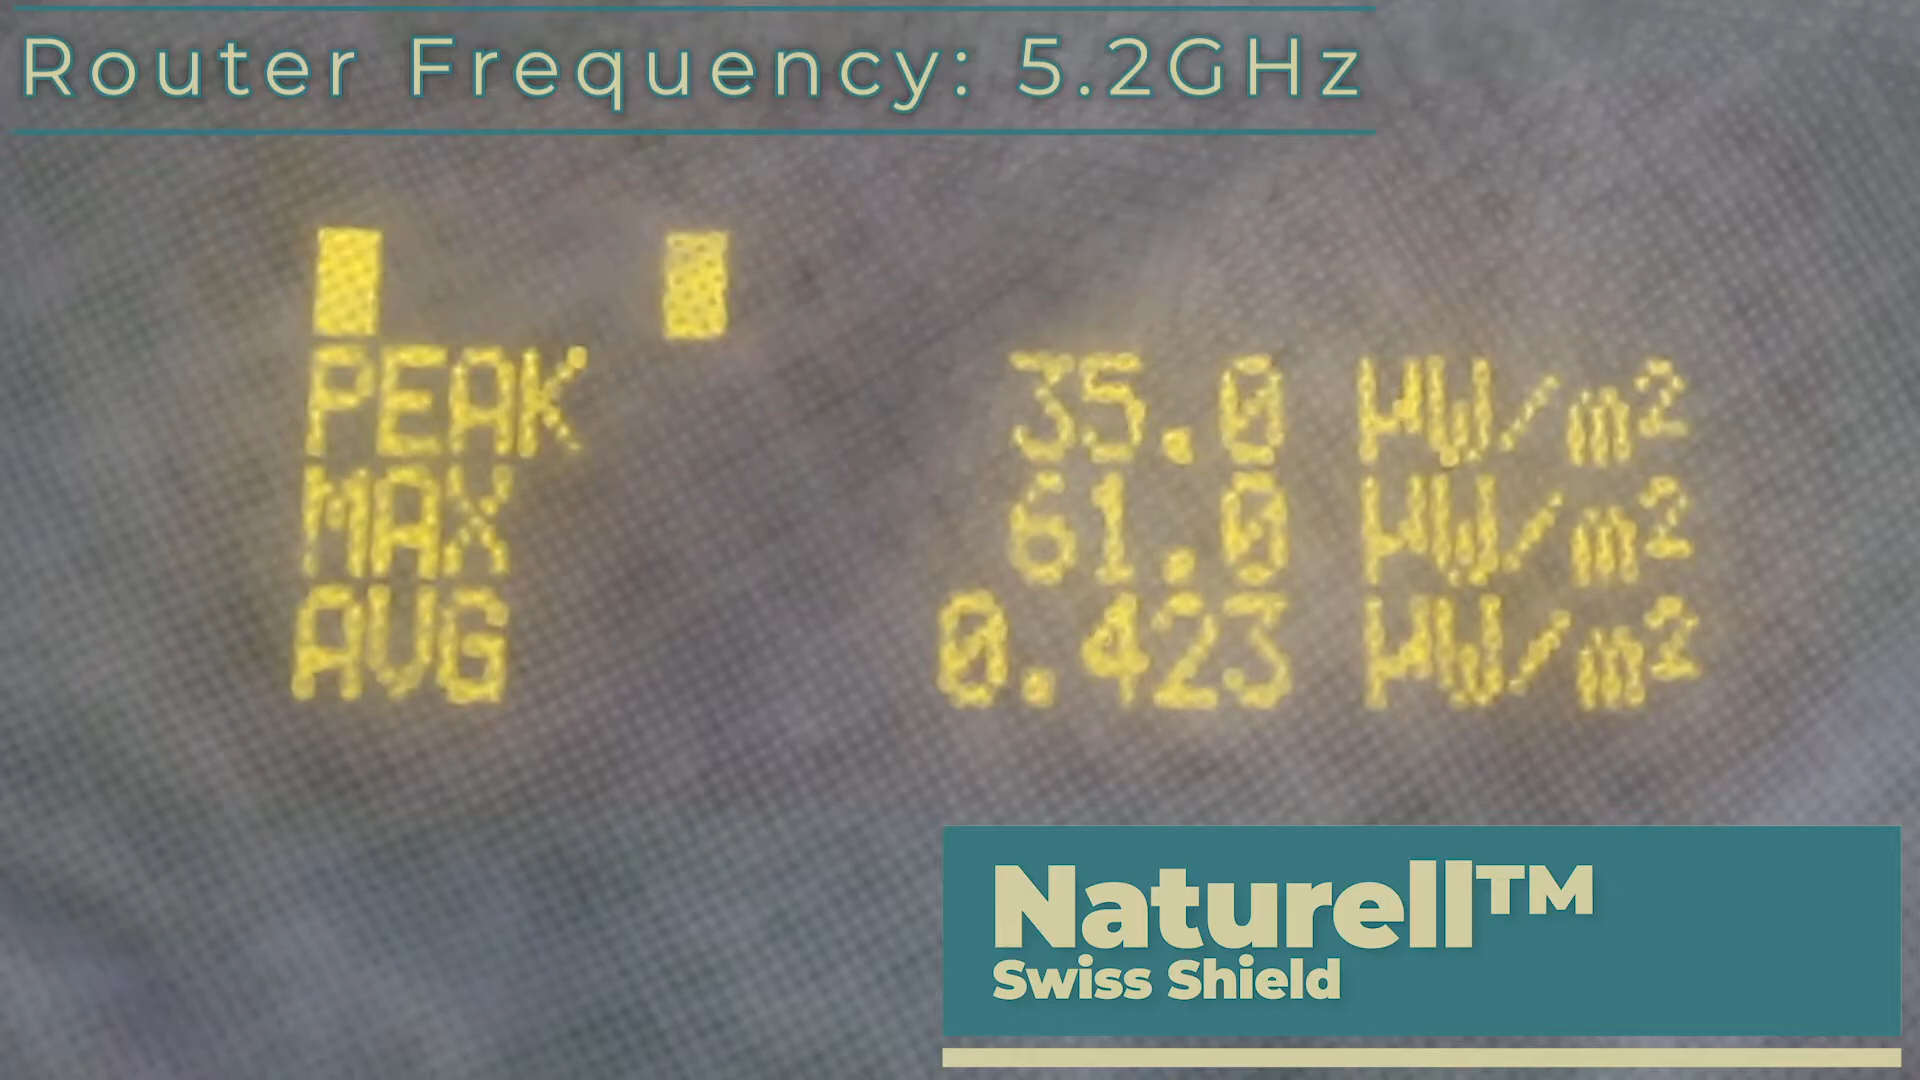 Router Frequency: 5.2GHz
PEAK 35.0 µW/m²
MAX 61.0 µW/m²
AVG 0.423 µW/m²
Naturell™
Swiss Shield